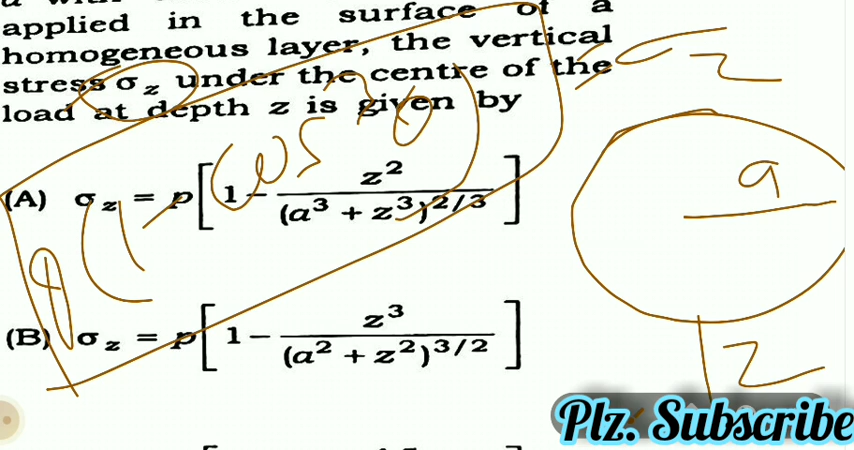 applied in the surface of a
homogeneous layer, the vertical
stress σz under the centre of the
load at depth z is given by
(A) σz = p[1 − z²/(a³ + z³)^2/3]
(B) σz = p[1 − z³/(a² + z²)^3/2]
p(1 − cos³θ) = σz
a
z
Plz. Subscribe